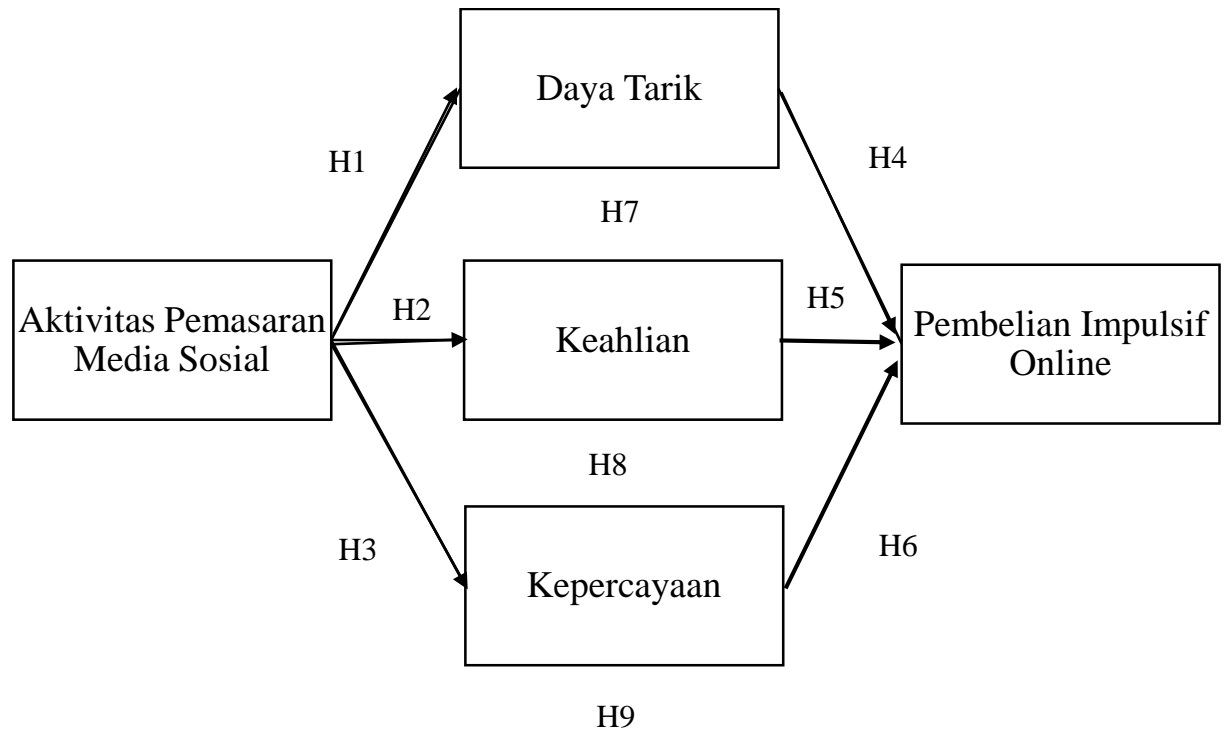 Daya Tarik
H1
H4
H7
Aktivitas Pemasaran
Media Sosial
H2
Keahlian
H5
Pembelian Impulsif
Online
H8
H3
Kepercayaan
H6
H9